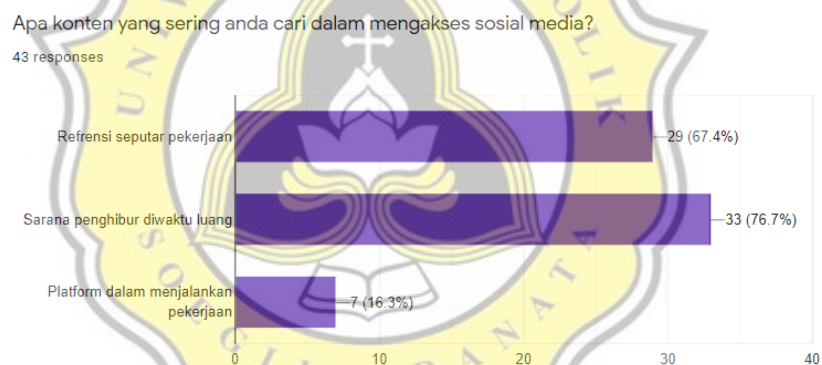 Apa konten yang sering anda cari dalam mengakses sosial media?
43 responses
Refrensi seputar pekerjaan
29 (67.4%)
Sarana penghibur diwaktu luang
33 (76.7%)
Platform dalam menjalankan
pekerjaan
7 (16.3%)
0 10 20 30 40